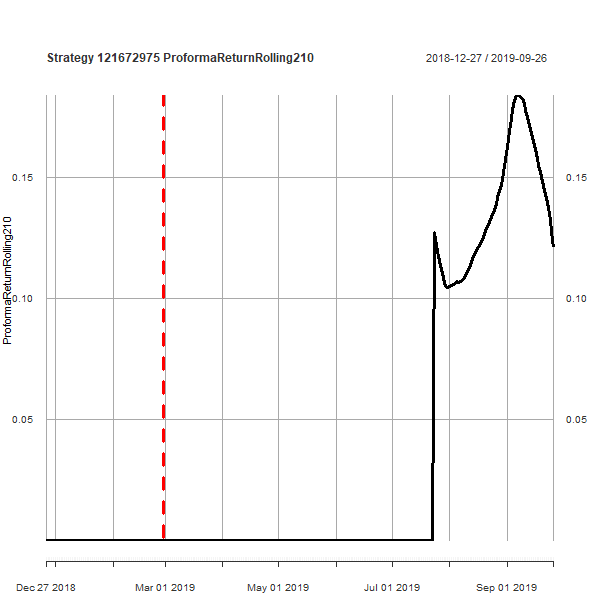 Strategy 121672975 ProformaReturnRolling210
2018-12-27 / 2019-09-26
ProformaReturnRolling210
0.15
0.15
0.10
0.10
0.05
0.05
Dec 27 2018
Mar 01 2019
May 01 2019
Jul 01 2019
Sep 01 2019